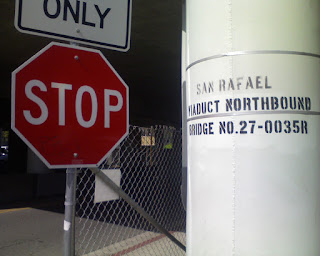 ONLY
STOP
SAN RAFAEL
VIADUCT NORTHBOUND
BRIDGE NO.27-0035R